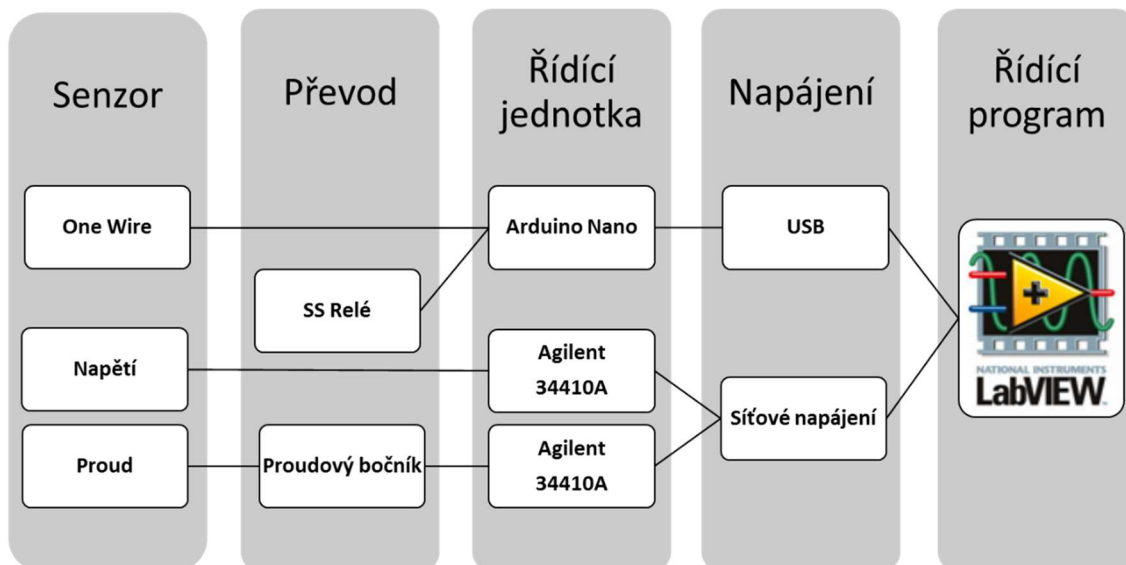 Senzor
Převod
Řídící
jednotka
Napájení
Řídící
program
One Wire
Arduino Nano
USB
SS Relé
Napětí
Agilent
34410A
Síťové napájení
Proud
Proudový bočník
Agilent
34410A
NATIONAL INSTRUMENTS
LabVIEW